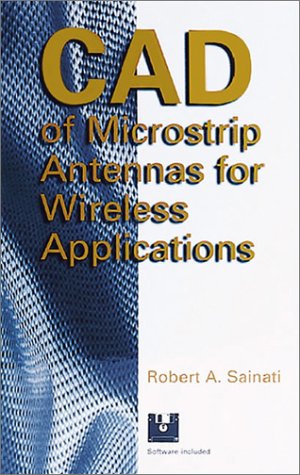 CAD
of Microstrip
Antennas for
Wireless
Applications
Robert A. Sainati
Software included